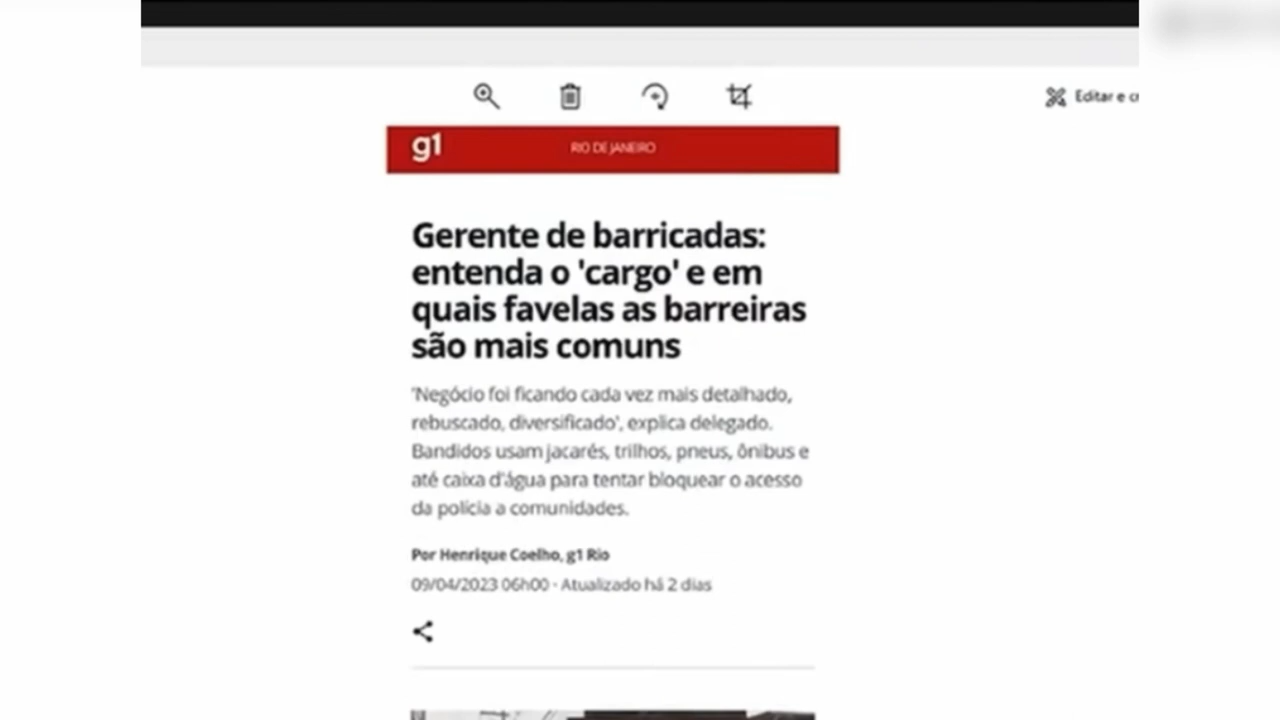 Editar e cr
g1
RIO DE JANEIRO
Gerente de barricadas:
entenda o 'cargo' e em
quais favelas as barreiras
são mais comuns
'Negócio foi ficando cada vez mais detalhado,
rebuscado, diversificado', explica delegado.
Bandidos usam jacarés, trilhos, pneus, ônibus e
até caixa d'água para tentar bloquear o acesso
da polícia a comunidades.
Por Henrique Coelho, g1 Rio
09/04/2023 06h00 · Atualizado há 2 dias